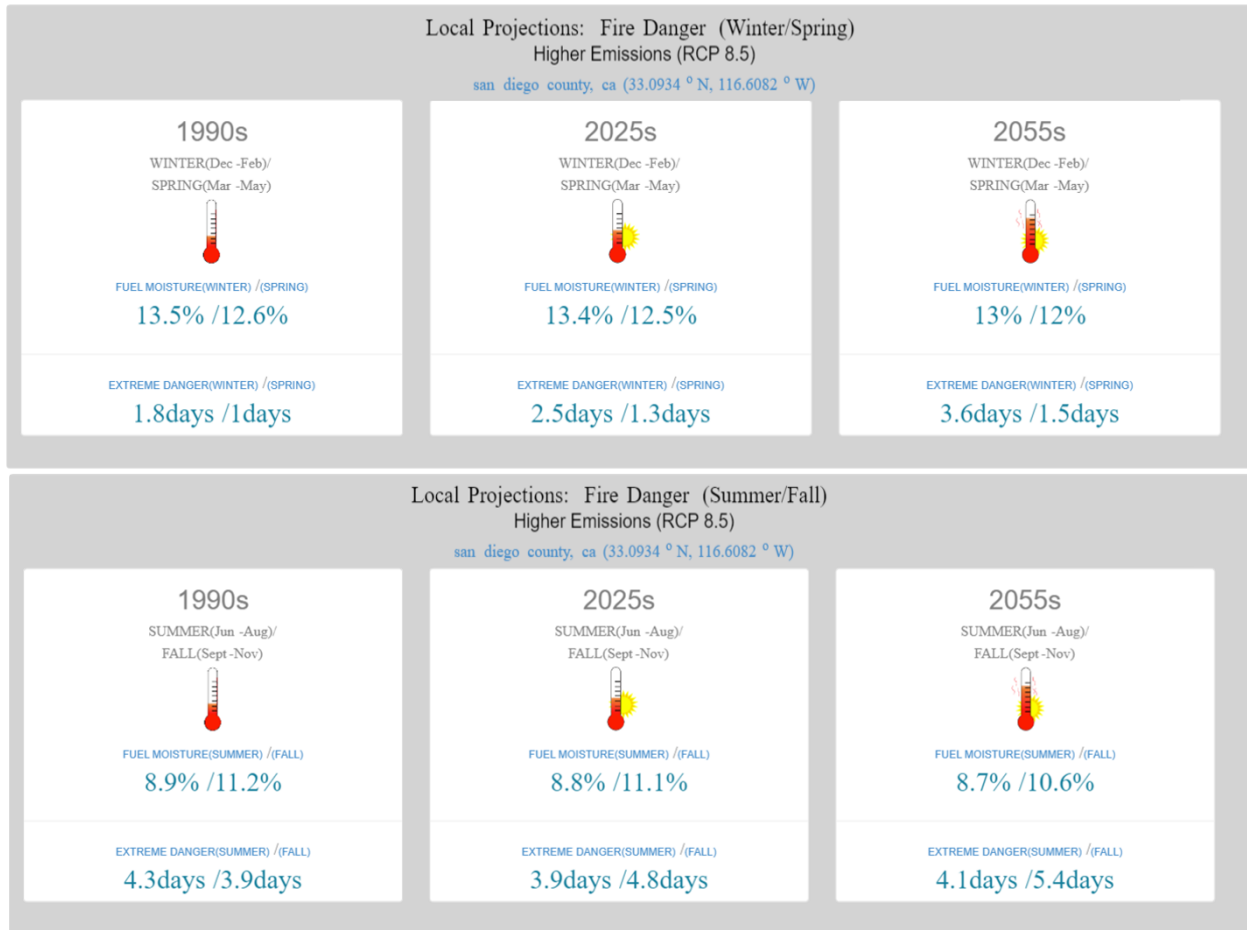 Local Projections: Fire Danger (Winter/Spring)
Higher Emissions (RCP 8.5)
san diego county, ca (33.0934 ° N, 116.6082 ° W)
1990s
WINTER(Dec -Feb)/
SPRING(Mar -May)
FUEL MOISTURE(WINTER) /(SPRING)
13.5% /12.6%
EXTREME DANGER(WINTER) /(SPRING)
1.8days /1days
2025s
WINTER(Dec -Feb)/
SPRING(Mar -May)
FUEL MOISTURE(WINTER) /(SPRING)
13.4% /12.5%
EXTREME DANGER(WINTER) /(SPRING)
2.5days /1.3days
2055s
WINTER(Dec -Feb)/
SPRING(Mar -May)
FUEL MOISTURE(WINTER) /(SPRING)
13% /12%
EXTREME DANGER(WINTER) /(SPRING)
3.6days /1.5days
Local Projections: Fire Danger (Summer/Fall)
Higher Emissions (RCP 8.5)
san diego county, ca (33.0934 ° N, 116.6082 ° W)
1990s
SUMMER(Jun -Aug)/
FALL(Sept -Nov)
FUEL MOISTURE(SUMMER) /(FALL)
8.9% /11.2%
EXTREME DANGER(SUMMER) /(FALL)
4.3days /3.9days
2025s
SUMMER(Jun -Aug)/
FALL(Sept -Nov)
FUEL MOISTURE(SUMMER) /(FALL)
8.8% /11.1%
EXTREME DANGER(SUMMER) /(FALL)
3.9days /4.8days
2055s
SUMMER(Jun -Aug)/
FALL(Sept -Nov)
FUEL MOISTURE(SUMMER) /(FALL)
8.7% /10.6%
EXTREME DANGER(SUMMER) /(FALL)
4.1days /5.4days